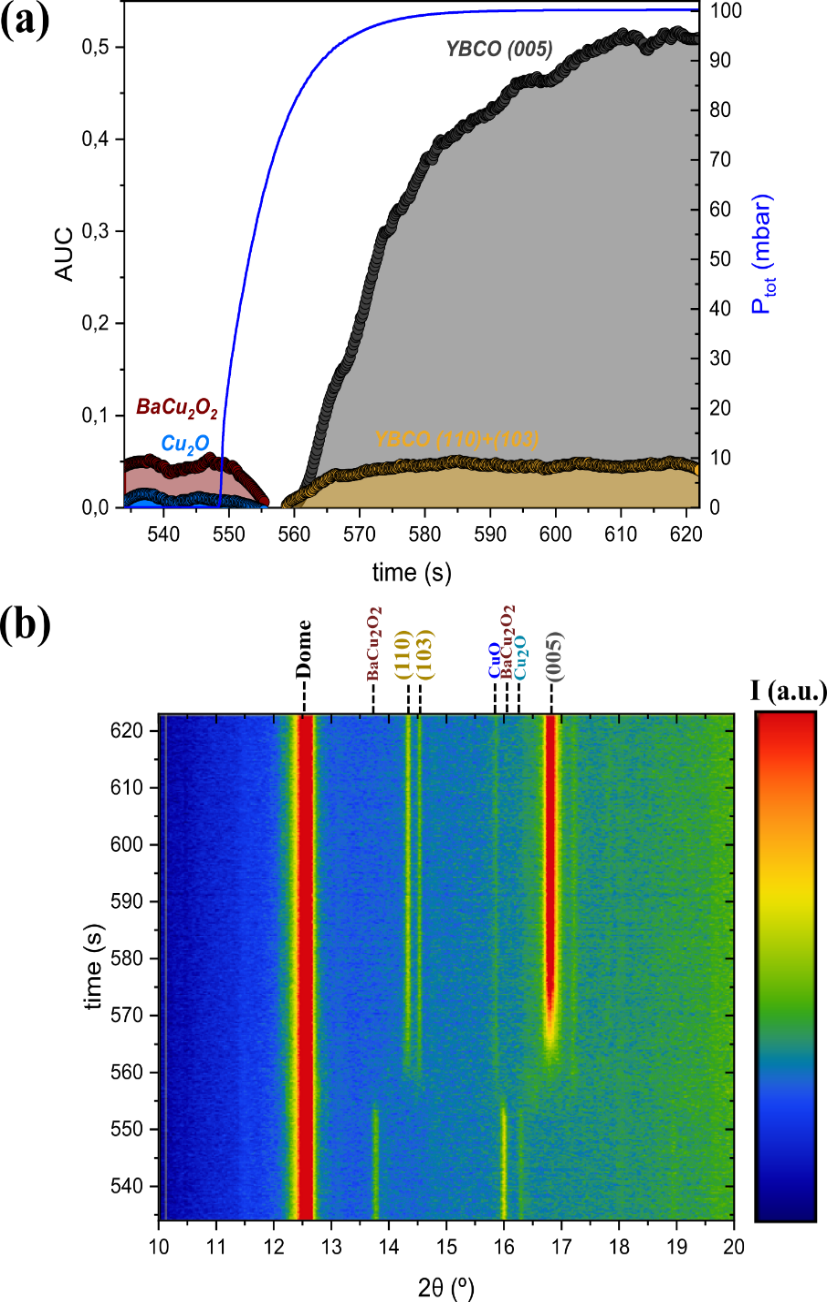 (a)
0,5
0,4
0,3
0,2
0,1
0,0
AUC
YBCO (005)
BaCu2O2
Cu2O
YBCO (110)+(103)
100
90
80
70
60
50
40
30
20
10
0
Ptot (mbar)
540 550 560 570 580 590 600 610 620
time (s)
(b)
Dome
BaCu2O2
(110)
(103)
CuO
BaCu2O2
Cu2O
(005)
I (a.u.)
620
610
600
590
580
570
560
550
540
time (s)
10 11 12 13 14 15 16 17 18 19 20
2θ (º)